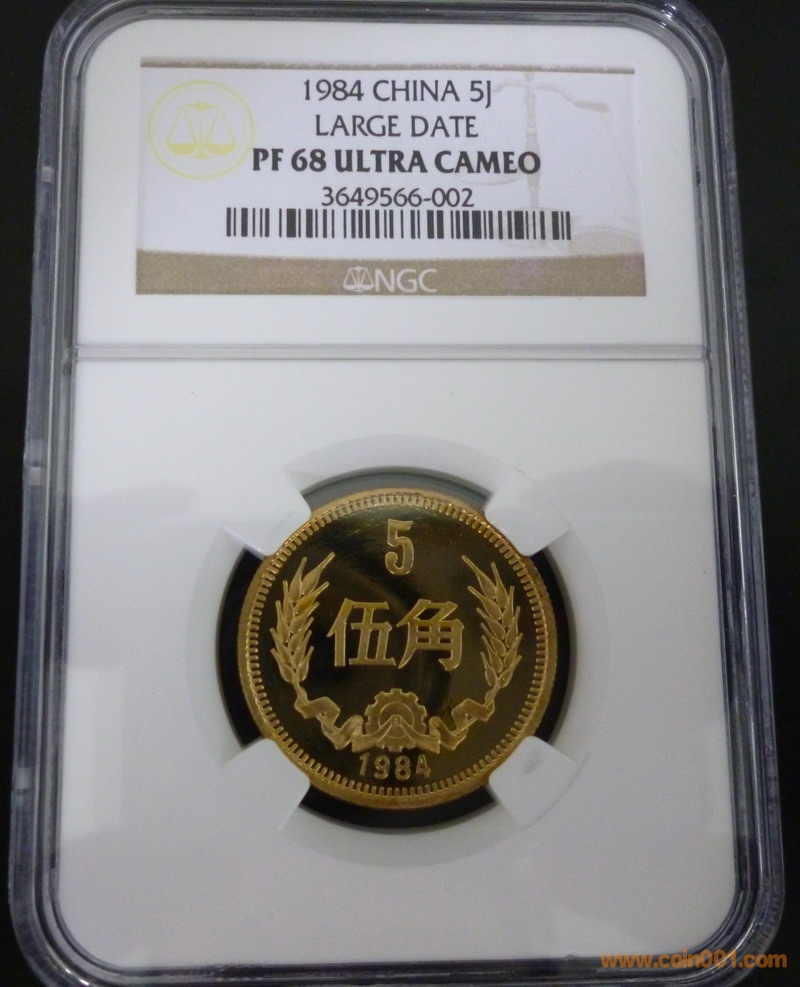 1984 CHINA 5J
LARGE DATE
PF 68 ULTRA CAMEO
3649566-002
NGC
5
伍角
1984
www.coin001.com